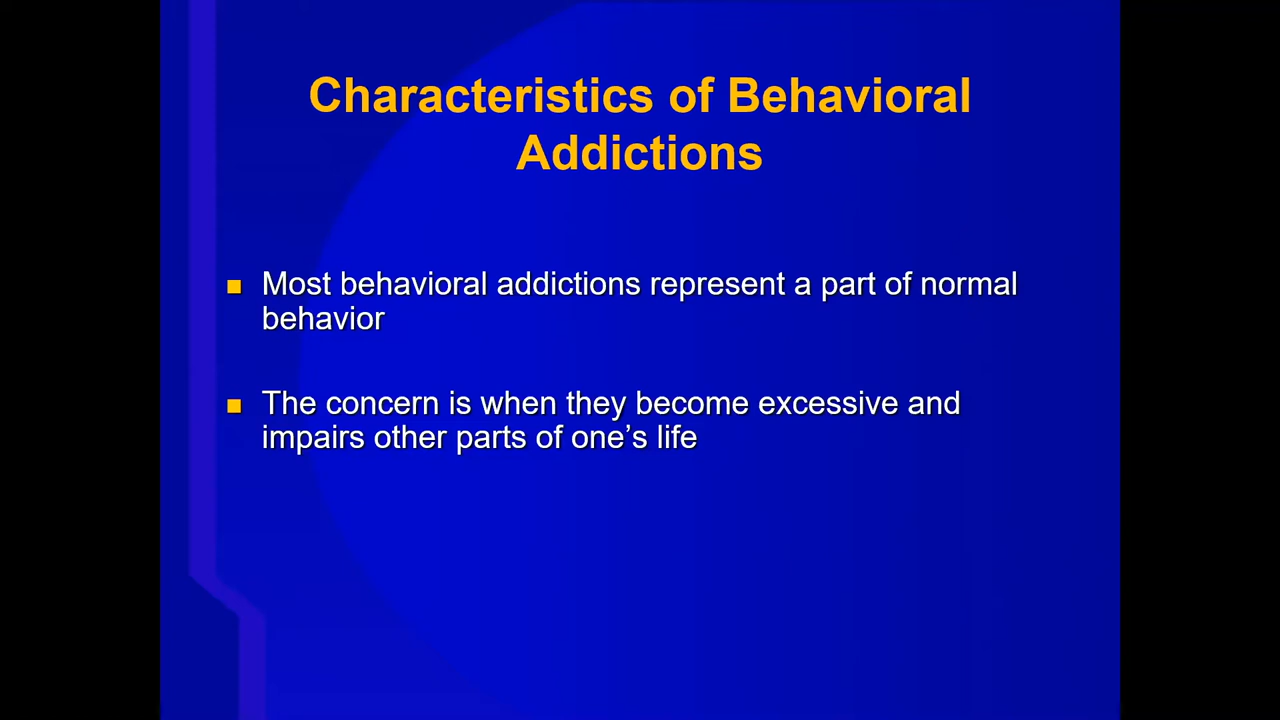 Characteristics of Behavioral
Addictions
Most behavioral addictions represent a part of normal
behavior
The concern is when they become excessive and
impairs other parts of one’s life